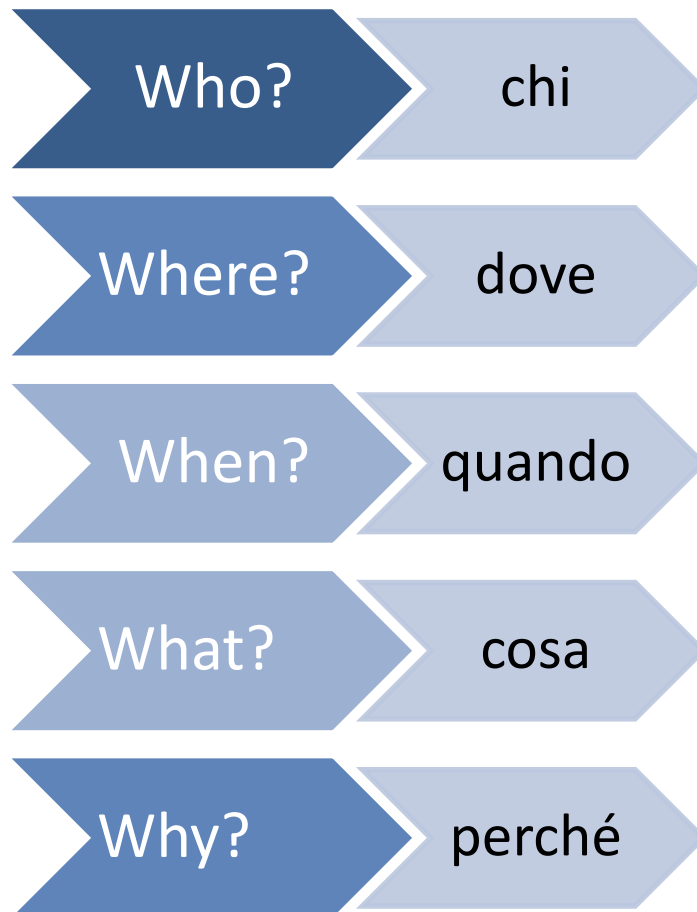 Who?
chi
Where?
dove
When?
quando
What?
cosa
Why?
perché